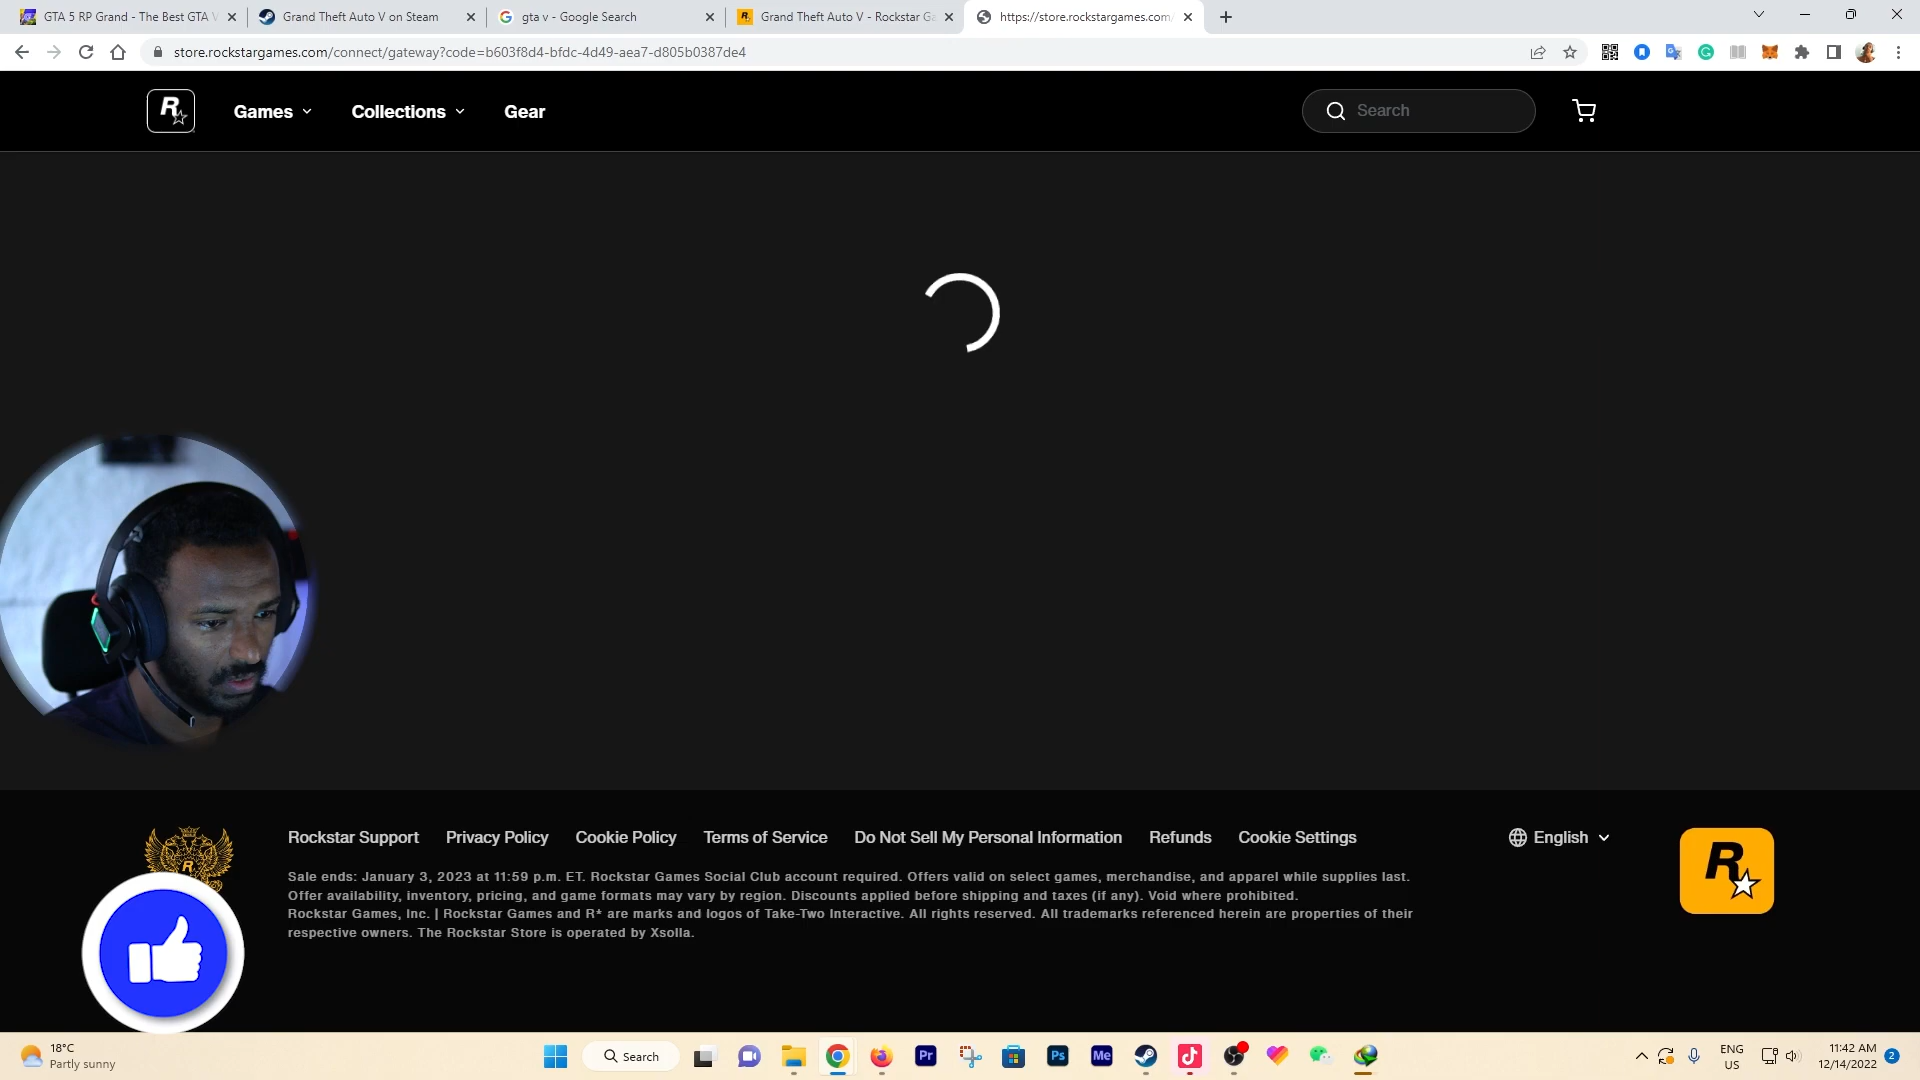 GTA 5 RP Grand - The Best GTA V
Grand Theft Auto V on Steam
gta v - Google Search
Grand Theft Auto V - Rockstar Ga
https://store.rockstargames.com/
store.rockstargames.com/connect/gateway?code=b603f8d4-bfdc-4d49-aea7-d805b0387de4
R
Games
Collections
Gear
Search
Rockstar Support
Privacy Policy
Cookie Policy
Terms of Service
Do Not Sell My Personal Information
Refunds
Cookie Settings
English
R
R
Sale ends: January 3, 2023 at 11:59 p.m. ET. Rockstar Games Social Club account required. Offers valid on select games, merchandise, and apparel while supplies last.
Offer availability, inventory, pricing, and game formats may vary by region. Discounts applied before shipping and taxes (if any). Void where prohibited.
Rockstar Games, Inc. | Rockstar Games and R* are marks and logos of Take-Two Interactive. All rights reserved. All trademarks referenced herein are properties of their
respective owners. The Rockstar Store is operated by Xsolla.
18°C
Partly sunny
Search
Pr
Ps
Me
ENG
US
11:42 AM
12/14/2022
2